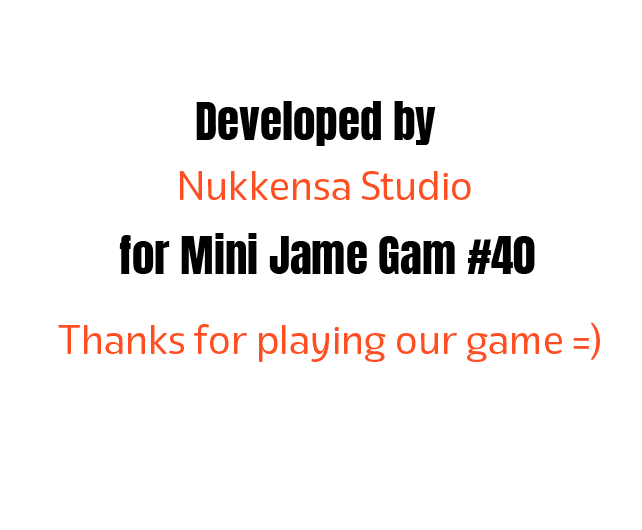 Developed by
Nukkensa Studio
for Mini Jame Gam #40
Thanks for playing our game =)